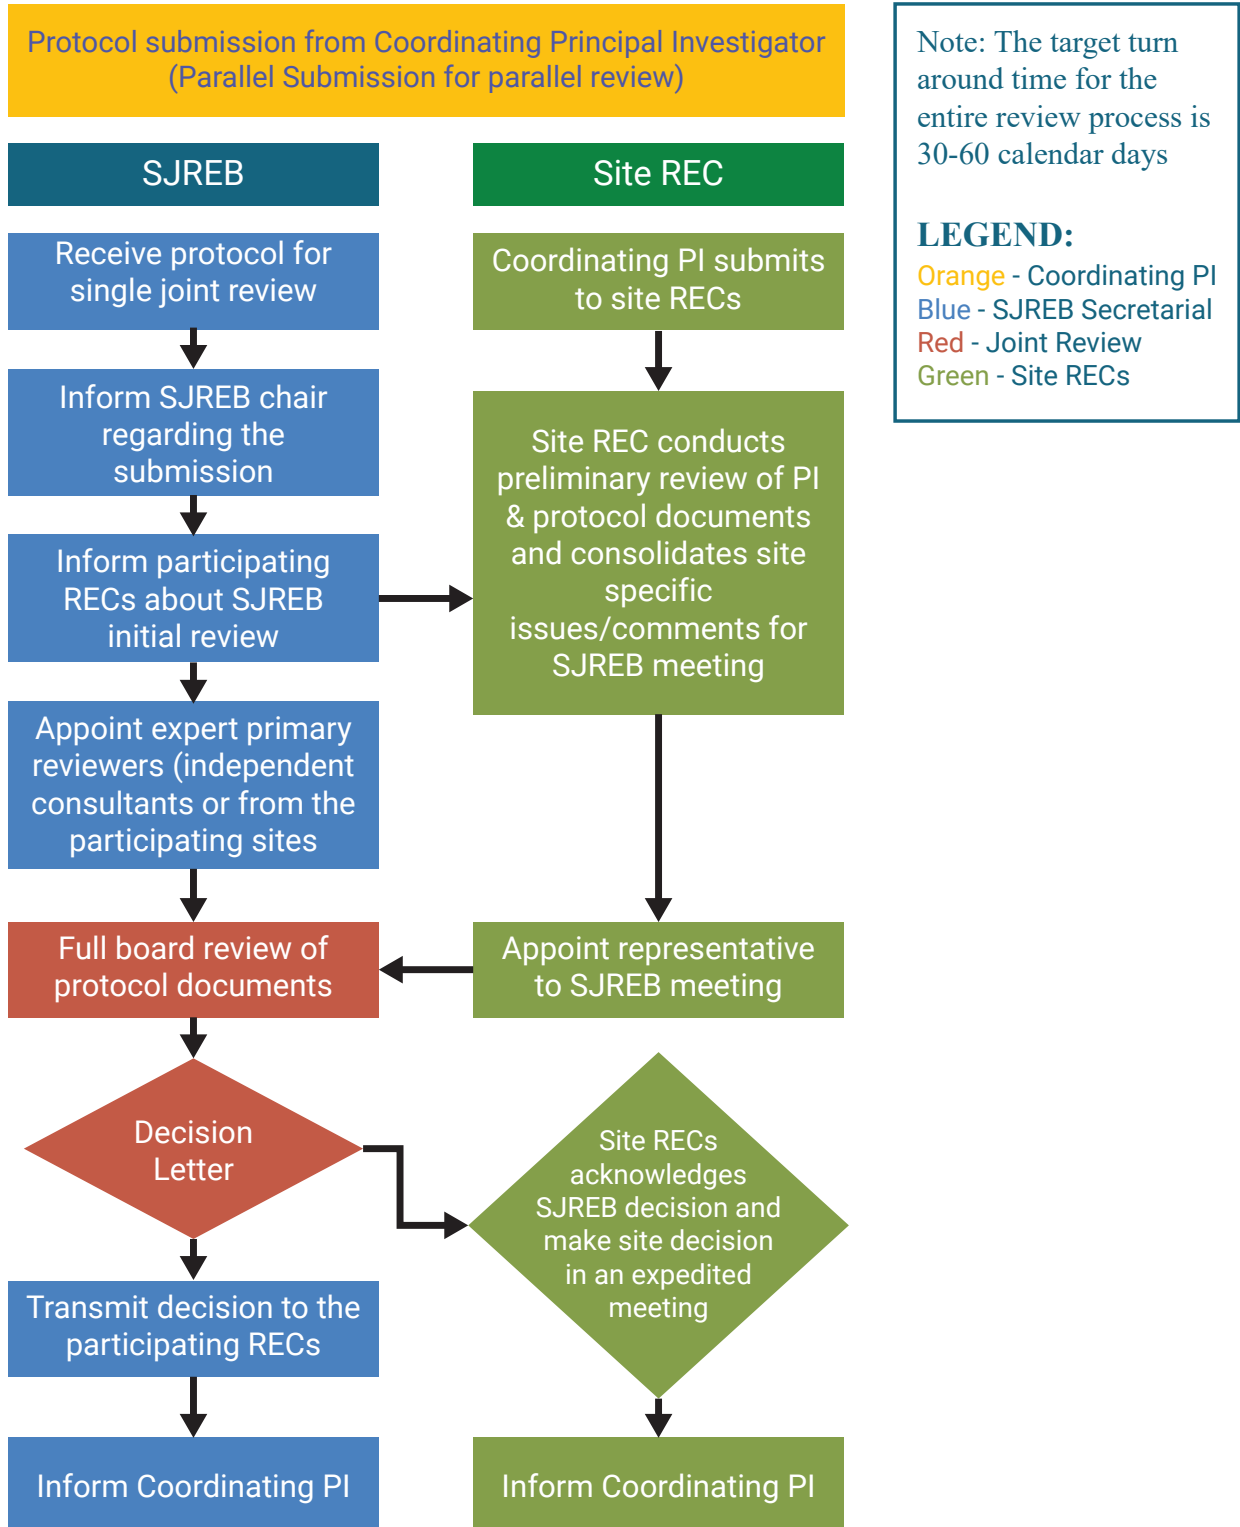 Protocol submission from Coordinating Principal Investigator
(Parallel Submission for parallel review)
SJREB
Receive protocol for
single joint review
Inform SJREB chair
regarding the
submission
Inform participating
RECs about SJREB
initial review
Appoint expert primary
reviewers (independent
consultants or from the
participating sites
Full board review of
protocol documents
Decision
Letter
Transmit decision to the
participating RECs
Inform Coordinating PI
Site REC
Coordinating PI submits
to site RECs
Site REC conducts
preliminary review of PI
& protocol documents
and consolidates site
specific
issues/comments for
SJREB meeting
Appoint representative
to SJREB meeting
Site RECs
acknowledges
SJREB decision and
make site decision
in an expedited
meeting
Inform Coordinating PI
Note: The target turn
around time for the
entire review process is
30-60 calendar days
LEGEND:
Orange - Coordinating PI
Blue - SJREB Secretarial
Red - Joint Review
Green - Site RECs